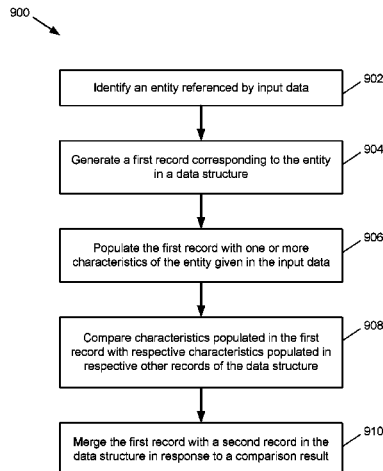 900
Identify an entity referenced by input data
902
Generate a first record corresponding to the entity
in a data structure
904
Populate the first record with one or more
characteristics of the entity given in the input data
906
Compare characteristics populated in the first
record with respective characteristics populated in
respective other records of the data structure
908
Merge the first record with a second record in the
data structure in response to a comparison result
910